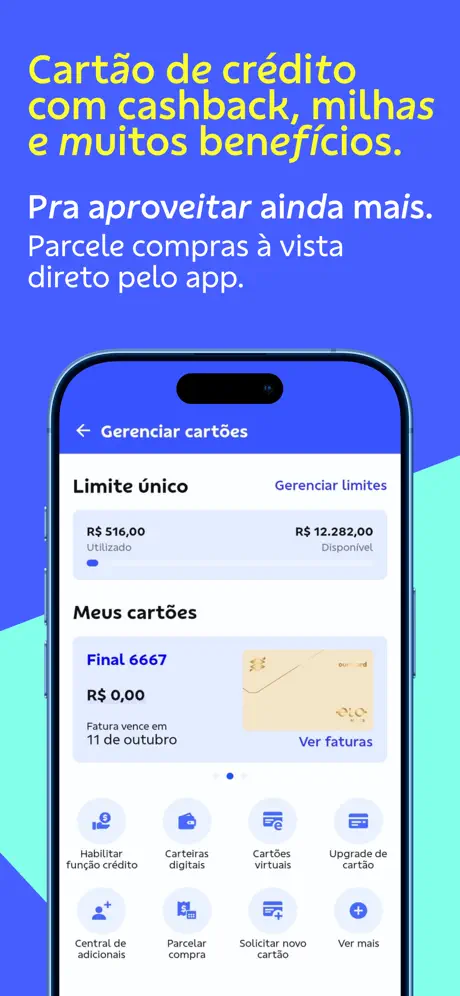 Cartão de crédito
com cashback, milhas
e muitos benefícios.
Pra aproveitar ainda mais.
Parcele compras à vista
direto pelo app.
Gerenciar cartões
Limite único
Gerenciar limites
R$ 516,00
R$ 12.282,00
Utilizado
Disponível
Meus cartões
Final 6667
ourocard
R$ 0,00
elo
Fatura vence em
11 de outubro
Ver faturas
Habilitar
função crédito
Carteiras
digitais
Cartões
virtuais
Upgrade de
cartão
Central de
adicionais
Parcelar
compra
Solicitar novo
cartão
Ver mais